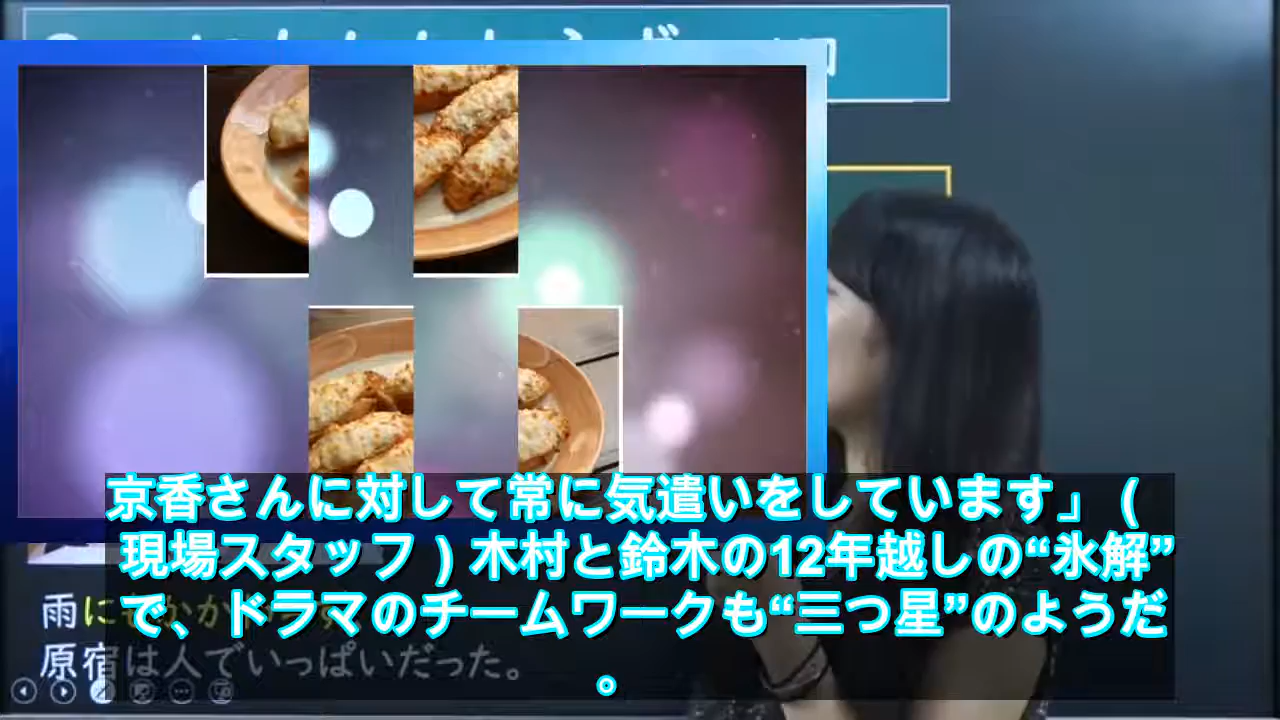 京香さんに対して常に気遣いをしています」(
現場スタッフ)木村と鈴木の12年越しの“氷解”
で、ドラマのチームワークも“三つ星”のようだ
。
雨に
原宿は人でいっぱいだった。